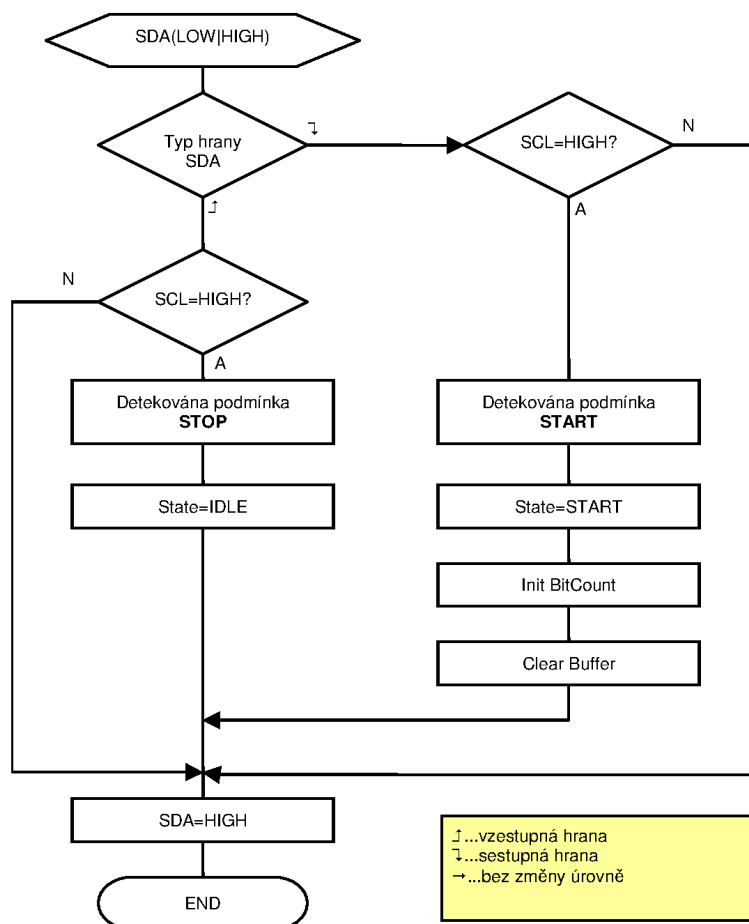 SDA(LOW|HIGH)
Typ hrany
SDA
SCL=HIGH?
N
A
N
SCL=HIGH?
A
Detekována podmínka
STOP
Detekována podmínka
START
State=IDLE
State=START
Init BitCount
Clear Buffer
SDA=HIGH
END
...vzestupná hrana
...sestupná hrana
→...bez změny úrovně